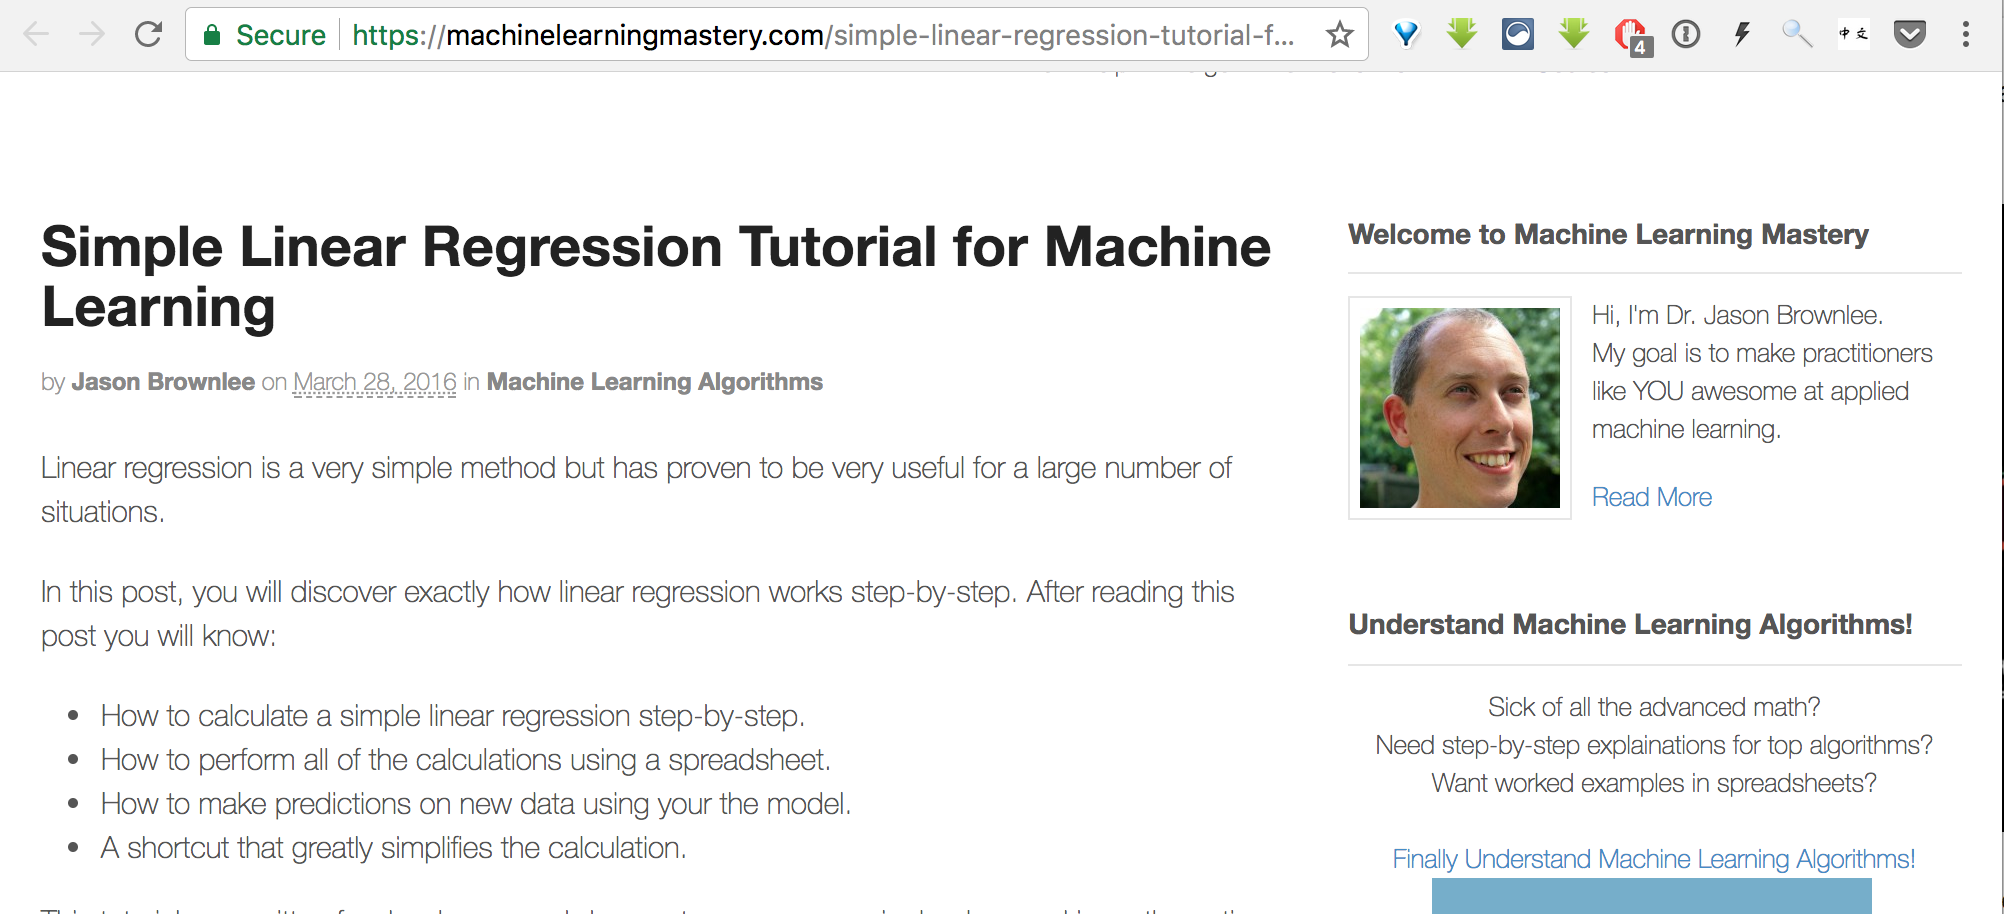 Secure https://machinelearningmastery.com/simple-linear-regression-tutorial-f...
4
中文
Simple Linear Regression Tutorial for Machine
Learning
by Jason Brownlee on March 28, 2016 in Machine Learning Algorithms
Linear regression is a very simple method but has proven to be very useful for a large number of
situations.
In this post, you will discover exactly how linear regression works step-by-step. After reading this
post you will know:
• How to calculate a simple linear regression step-by-step.
• How to perform all of the calculations using a spreadsheet.
• How to make predictions on new data using your the model.
• A shortcut that greatly simplifies the calculation.
Welcome to Machine Learning Mastery
Hi, I'm Dr. Jason Brownlee.
My goal is to make practitioners
like YOU awesome at applied
machine learning.
Read More
Understand Machine Learning Algorithms!
Sick of all the advanced math?
Need step-by-step explainations for top algorithms?
Want worked examples in spreadsheets?
Finally Understand Machine Learning Algorithms!